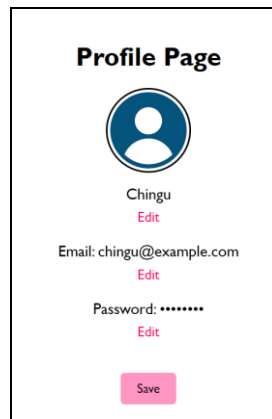 Profile Page
Chingu
Edit
Email: chingu@example.com
Edit
Password: ••••••••
Edit
Save